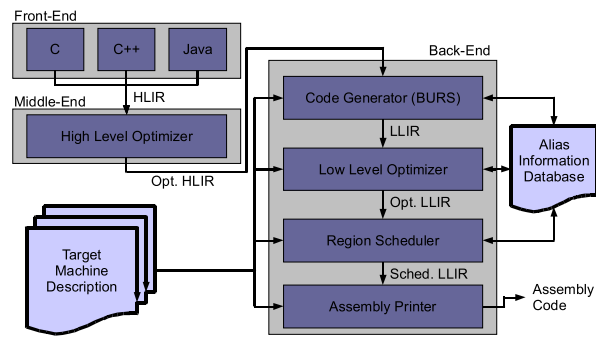 Front-End
C
C++
Java
HLIR
Middle-End
High Level Optimizer
Opt. HLIR
Back-End
Code Generator (BURS)
LLIR
Low Level Optimizer
Opt. LLIR
Region Scheduler
Sched. LLIR
Assembly Printer
Alias
Information
Database
Target
Machine
Description
Assembly
Code